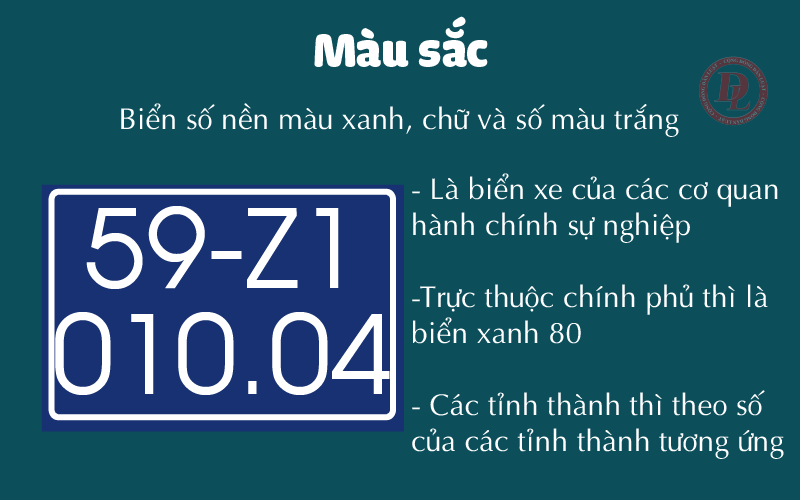 Màu sắc
Biển số nền màu xanh, chữ và số màu trắng
59-Z1
010.04
- Là biển xe của các cơ quan
hành chính sự nghiệp
-Trực thuộc chính phủ thì là
biển xanh 80
- Các tỉnh thành thì theo số
của các tỉnh thành tương ứng
DL